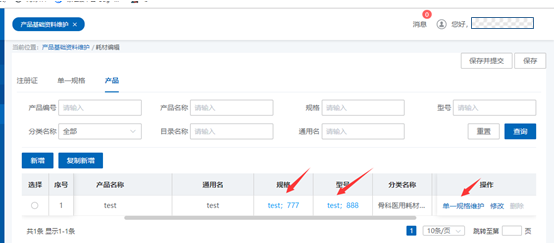 产品基础资料维护 ×
消息 8 您好,
当前位置: 产品基础资料维护 / 耗材编辑
保存并提交 保存
注册证 单一规格 产品
产品编号 请输入 产品名称 请输入 规格 请输入 型号 请输入
分类名称 全部 目录名称 请输入 通用名 请输入 重置 查询
新增 复制新增
选择 序号 产品名称 通用名 规格 型号 分类名称 操作
1 test test test; 777 test; 888 骨科医用耗材... 单一规格维护 修改 删除
共1条 显示1-1条 1 10条/页 跳转至第 页